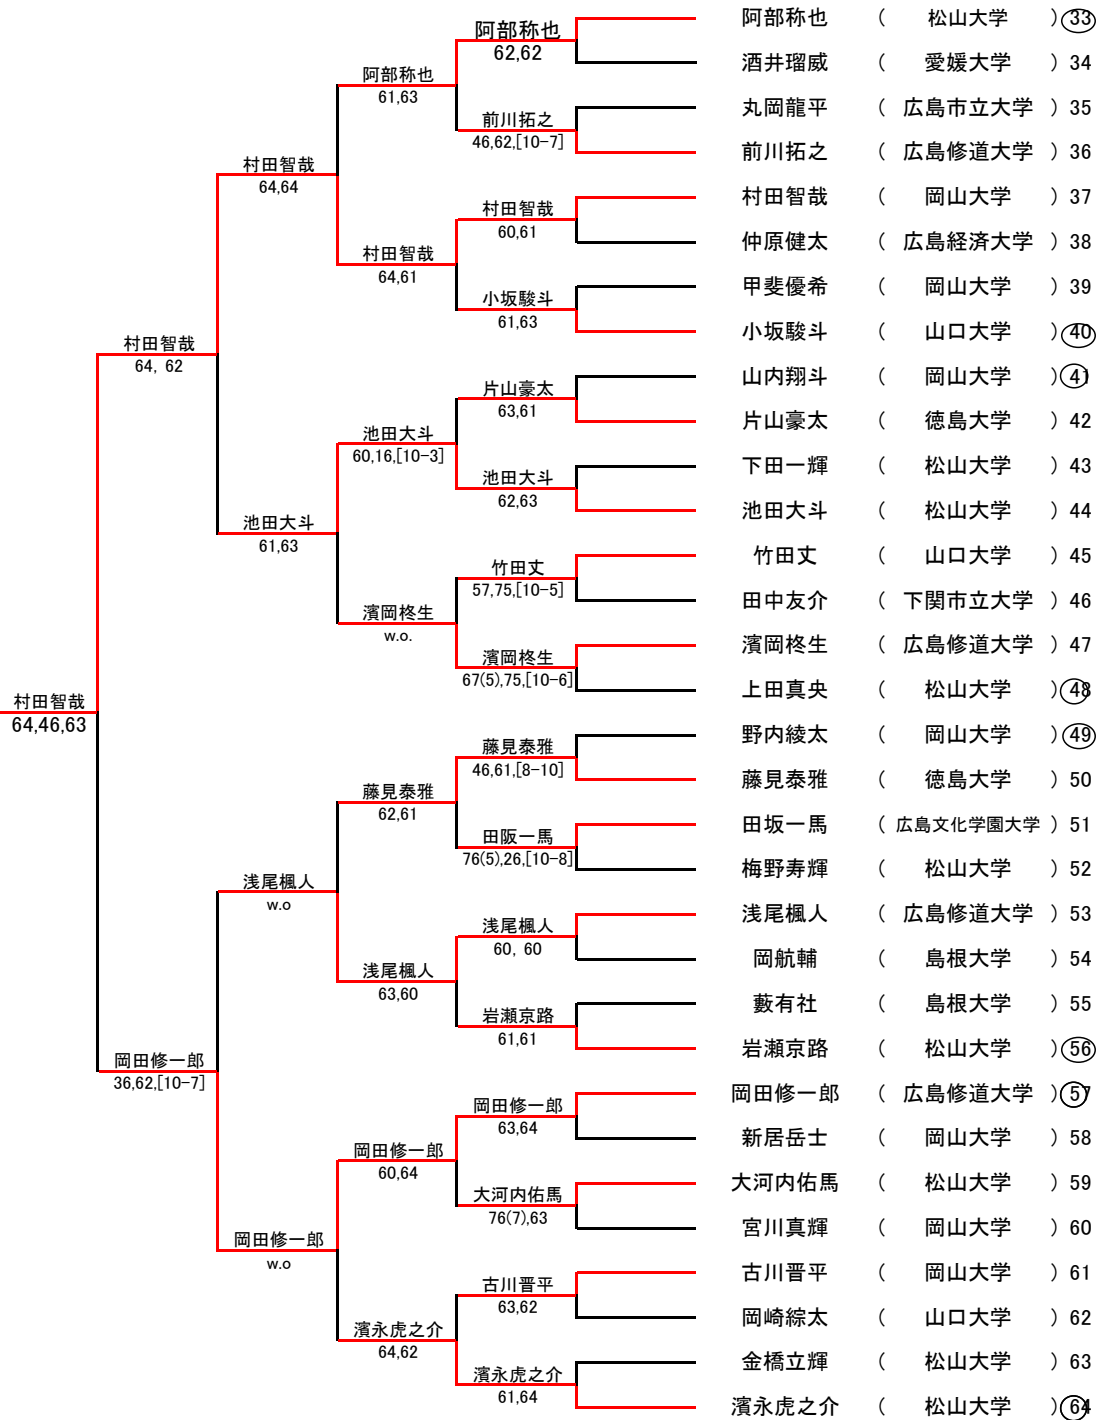 阿部称也 ( 松山大学 ) 33
阿部称也
62,62
酒井瑠威 ( 愛媛大学 ) 34
阿部称也
61,63
丸岡龍平 ( 広島市立大学 ) 35
前川拓之
46,62,[10-7]
前川拓之 ( 広島修道大学 ) 36
村田智哉
64,64
村田智哉 ( 岡山大学 ) 37
村田智哉
60,61
仲原健太 ( 広島経済大学 ) 38
村田智哉
64,61
甲斐優希 ( 岡山大学 ) 39
小坂駿斗
61,63
小坂駿斗 ( 山口大学 ) 40
村田智哉
64, 62
山内翔斗 ( 岡山大学 ) 41
片山豪太
63,61
片山豪太 ( 徳島大学 ) 42
池田大斗
60,16,[10-3]
下田一輝 ( 松山大学 ) 43
池田大斗
62,63
池田大斗 ( 松山大学 ) 44
池田大斗
61,63
竹田丈 ( 山口大学 ) 45
竹田丈
57,75,[10-5]
田中友介 ( 下関市立大学 ) 46
濱岡柊生
w.o.
濱岡柊生 ( 広島修道大学 ) 47
濱岡柊生
67(5),75,[10-6]
上田真央 ( 松山大学 ) 48
村田智哉
64,46,63
野内綾太 ( 岡山大学 ) 49
藤見泰雅
46,61,[8-10]
藤見泰雅 ( 徳島大学 ) 50
藤見泰雅
62,61
田坂一馬 ( 広島文化学園大学 ) 51
田阪一馬
76(5),26,[10-8]
梅野寿輝 ( 松山大学 ) 52
浅尾楓人
w.o
浅尾楓人 ( 広島修道大学 ) 53
浅尾楓人
60, 60
岡航輔 ( 島根大学 ) 54
浅尾楓人
63,60
藪有社 ( 島根大学 ) 55
岩瀬京路
61,61
岩瀬京路 ( 松山大学 ) 56
岡田修一郎
36,62,[10-7]
岡田修一郎 ( 広島修道大学 ) 57
岡田修一郎
63,64
新居岳士 ( 岡山大学 ) 58
岡田修一郎
60,64
大河内佑馬 ( 松山大学 ) 59
大河内佑馬
76(7),63
宮川真輝 ( 岡山大学 ) 60
岡田修一郎
w.o
古川晋平 ( 岡山大学 ) 61
古川晋平
63,62
岡崎綜太 ( 山口大学 ) 62
濱永虎之介
64,62
金橋立輝 ( 松山大学 ) 63
濱永虎之介
61,64
濱永虎之介 ( 松山大学 ) 64